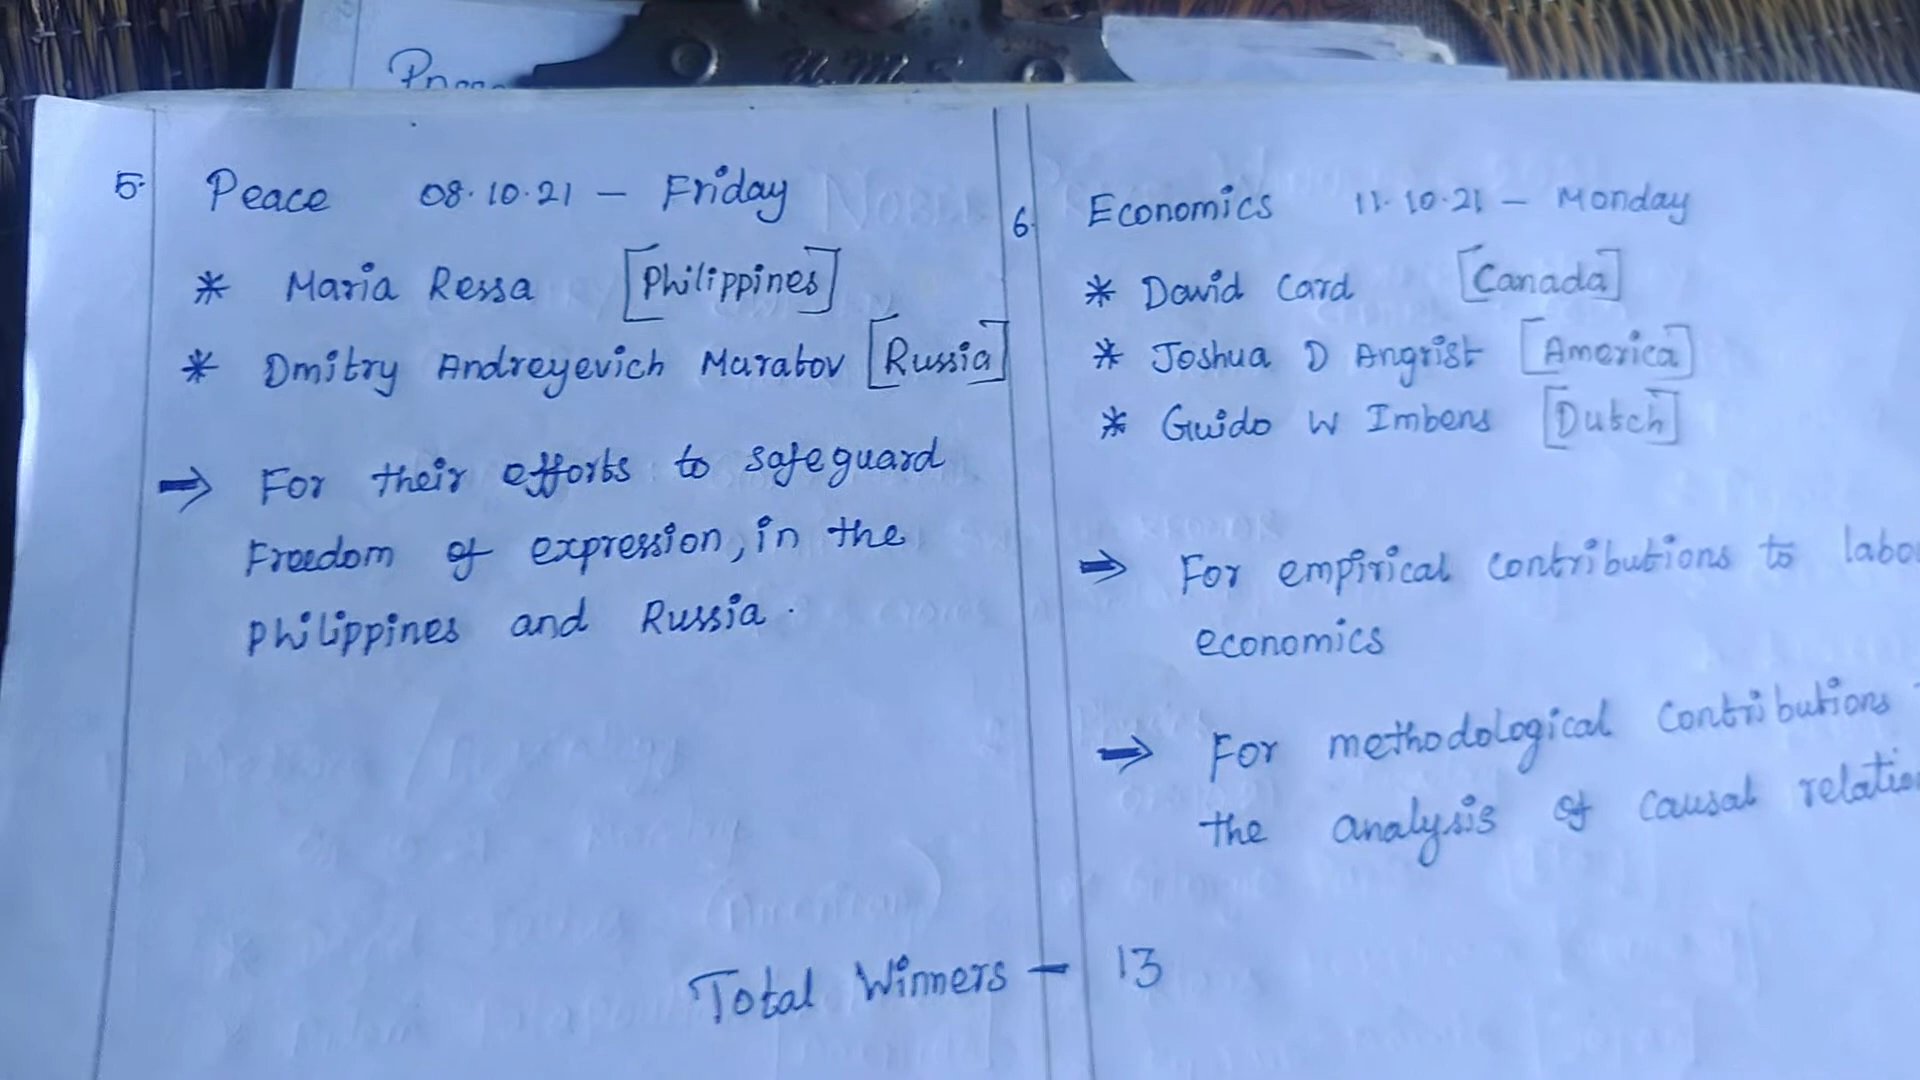 5. Peace 08.10.21 – Friday
* Maria Ressa [Philippines]
* Dmitry Andreyevich Muratov [Russia]
⇒ For their efforts to safeguard
Freedom of expression, in the
Philippines and Russia.
6. Economics 11.10.21 – Monday
* David Card [Canada]
* Joshua D Angrist [America]
* Guido W Imbens [Dutch]
⇒ For empirical contributions to labo
economics
⇒ For methodological contributions
the analysis of causal relatio
Total Winners – 13